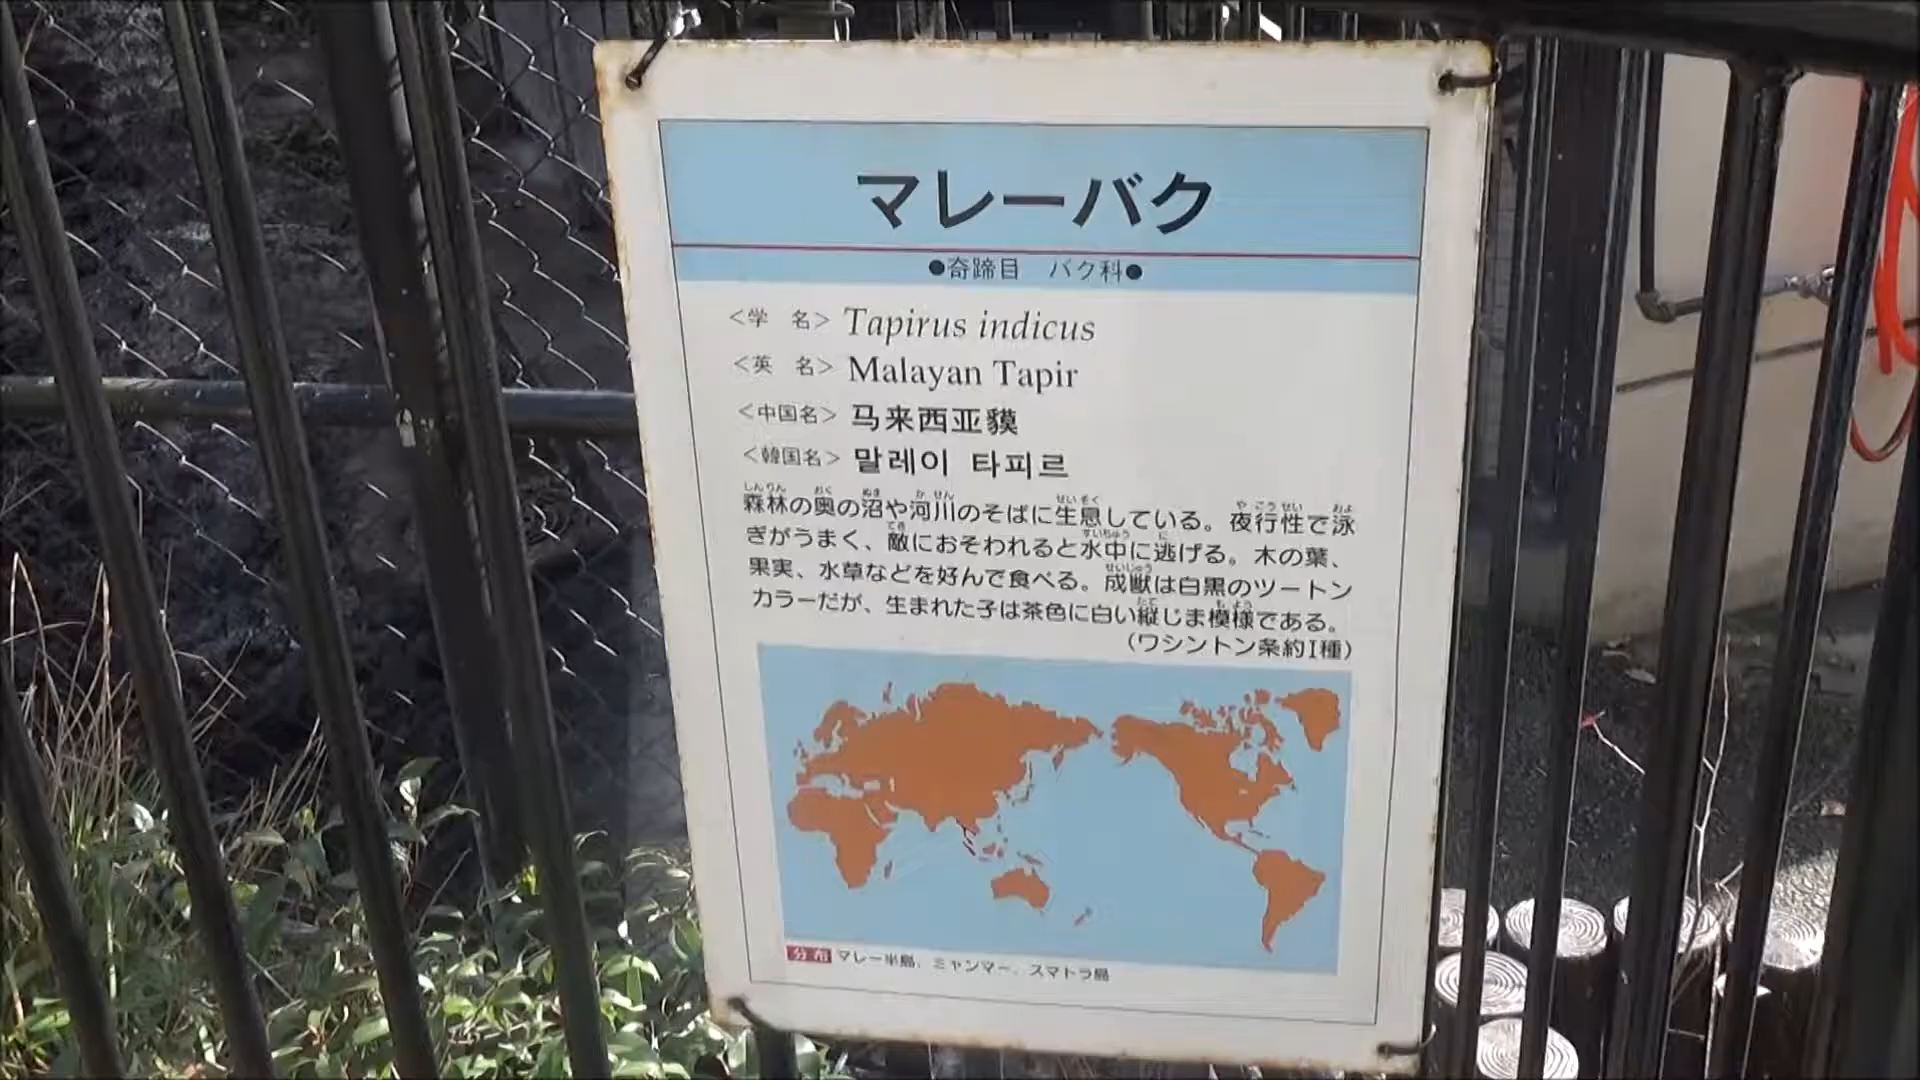 マレーバク
●奇蹄目　バク科●
<学　名> Tapirus indicus
<英　名> Malayan Tapir
<中国名> 马来西亚貘
<韓国名> 말레이 타피르
森林の奥の沼や河川のそばに生息している。夜行性で泳
ぎがうまく、敵におそわれると水中に逃げる。木の葉、
果実、水草などを好んで食べる。成獣は白黒のツートン
カラーだが、生まれた子は茶色に白い縦じま模様である。
（ワシントン条約I種）
分布 マレー半島、ミャンマー、スマトラ島